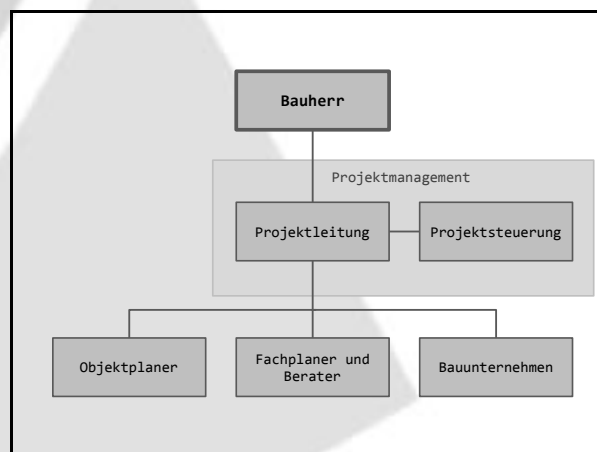 Bauherr
Projektmanagement
Projektleitung
Projektsteuerung
Objektplaner
Fachplaner und
Berater
Bauunternehmen